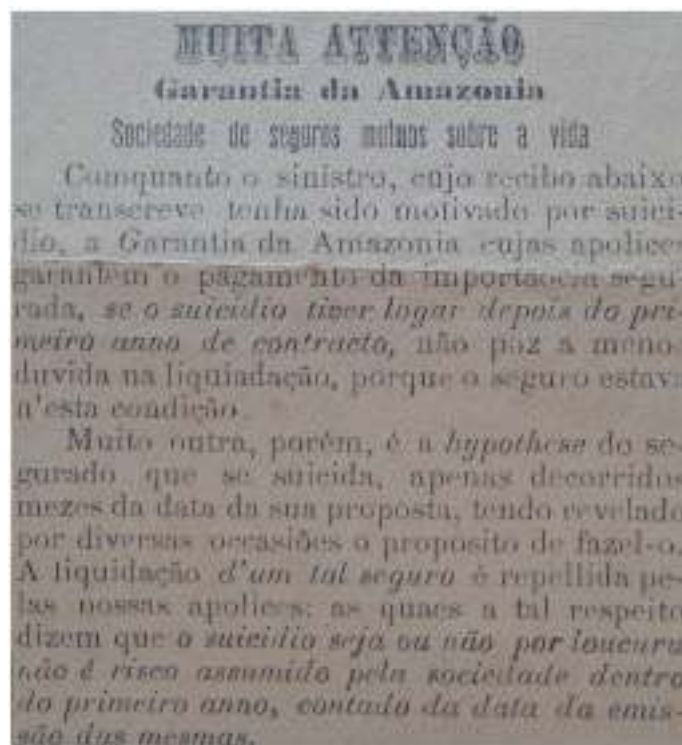 MUITA ATTENÇÃO
Garantia da Amazonia
Sociedade de seguros mutuos sobre a vida
Comquanto o sinistro, cujo recibo abaixo
se transcreve tenha sido motivado por suici-
dio, a Garantia da Amazonia cujas apolices
garantem o pagamento da importancia segu-
rada, se o suicidio tiver logar depois do pri-
meiro anno de contracto, não poz a menor
duvida na liquidação, porque o seguro estava
n'esta condição.
Muito outra, porém, é a hypothese do se-
gurado que se suicida, apenas decorridos
mezes da data da sua proposta, tendo revelado
por diversas occasiões o proposito de fazel-o.
A liquidação d'um tal seguro é repellida pe-
las nossas apolices: as quaes a tal respeito
dizem que o suicidio seja ou não por loucura
não é risco assumido pela sociedade dentro
do primeiro anno, contado da data da emis-
são das mesmas.